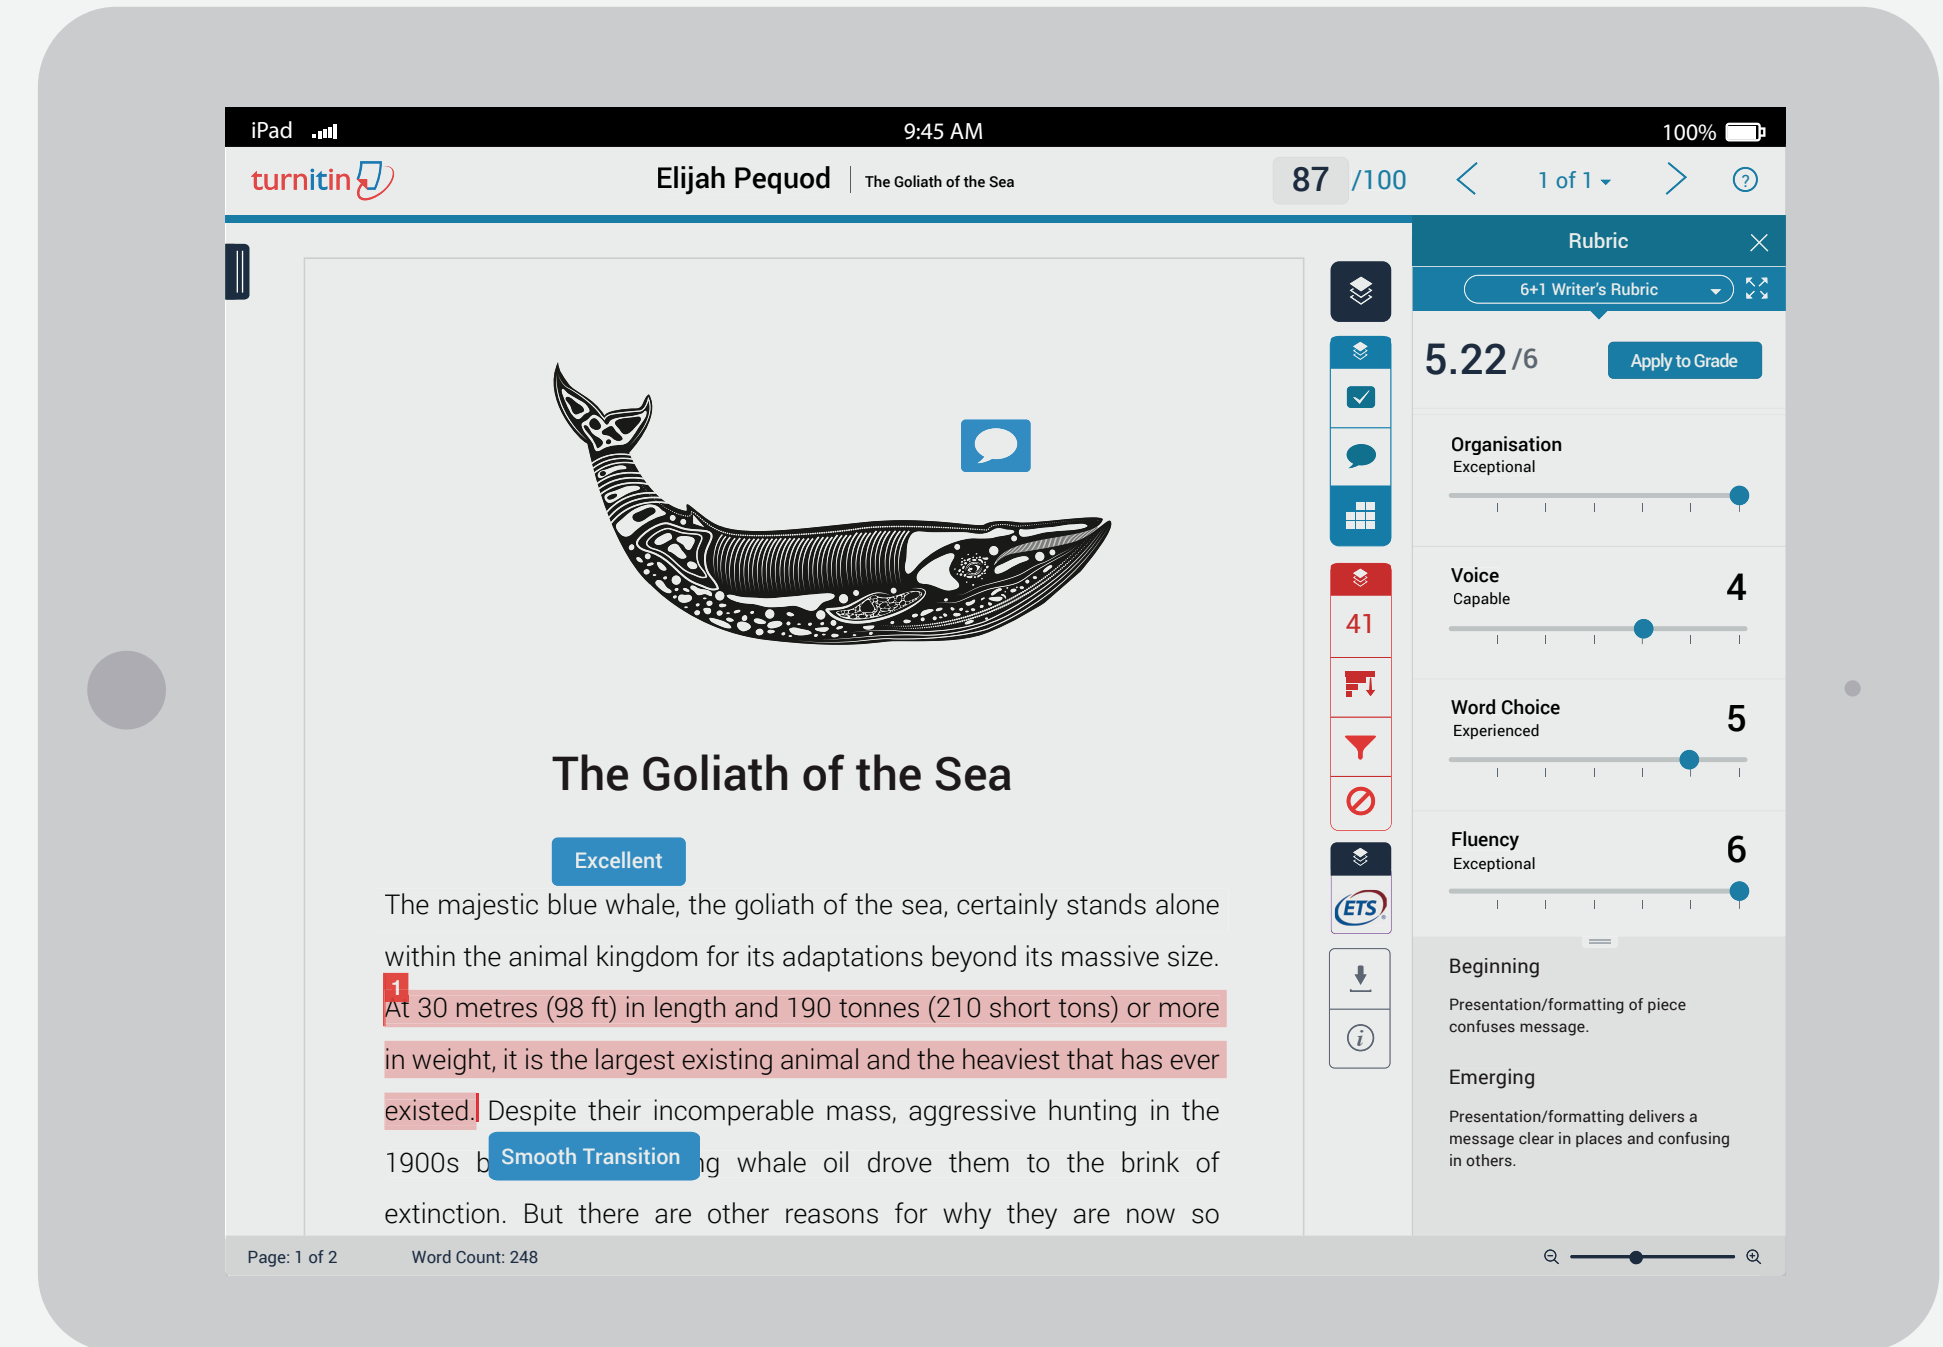 iPad 9:45 AM 100%
turnitin Elijah Pequod The Goliath of the Sea 87 /100 1 of 1 ?
Rubric
6+1 Writer's Rubric
5.22 /6 Apply to Grade
Organisation
Exceptional
Voice 4
Capable
Word Choice 5
Experienced
Fluency 6
Exceptional
Beginning
Presentation/formatting of piece
confuses message.
Emerging
Presentation/formatting delivers a
message clear in places and confusing
in others.
41
ETS
i
The Goliath of the Sea
Excellent
The majestic blue whale, the goliath of the sea, certainly stands alone
within the animal kingdom for its adaptations beyond its massive size.
1
At 30 metres (98 ft) in length and 190 tonnes (210 short tons) or more
in weight, it is the largest existing animal and the heaviest that has ever
existed. Despite their incomperable mass, aggressive hunting in the
1900s b Smooth Transition ng whale oil drove them to the brink of
extinction. But there are other reasons for why they are now so
Page: 1 of 2 Word Count: 248